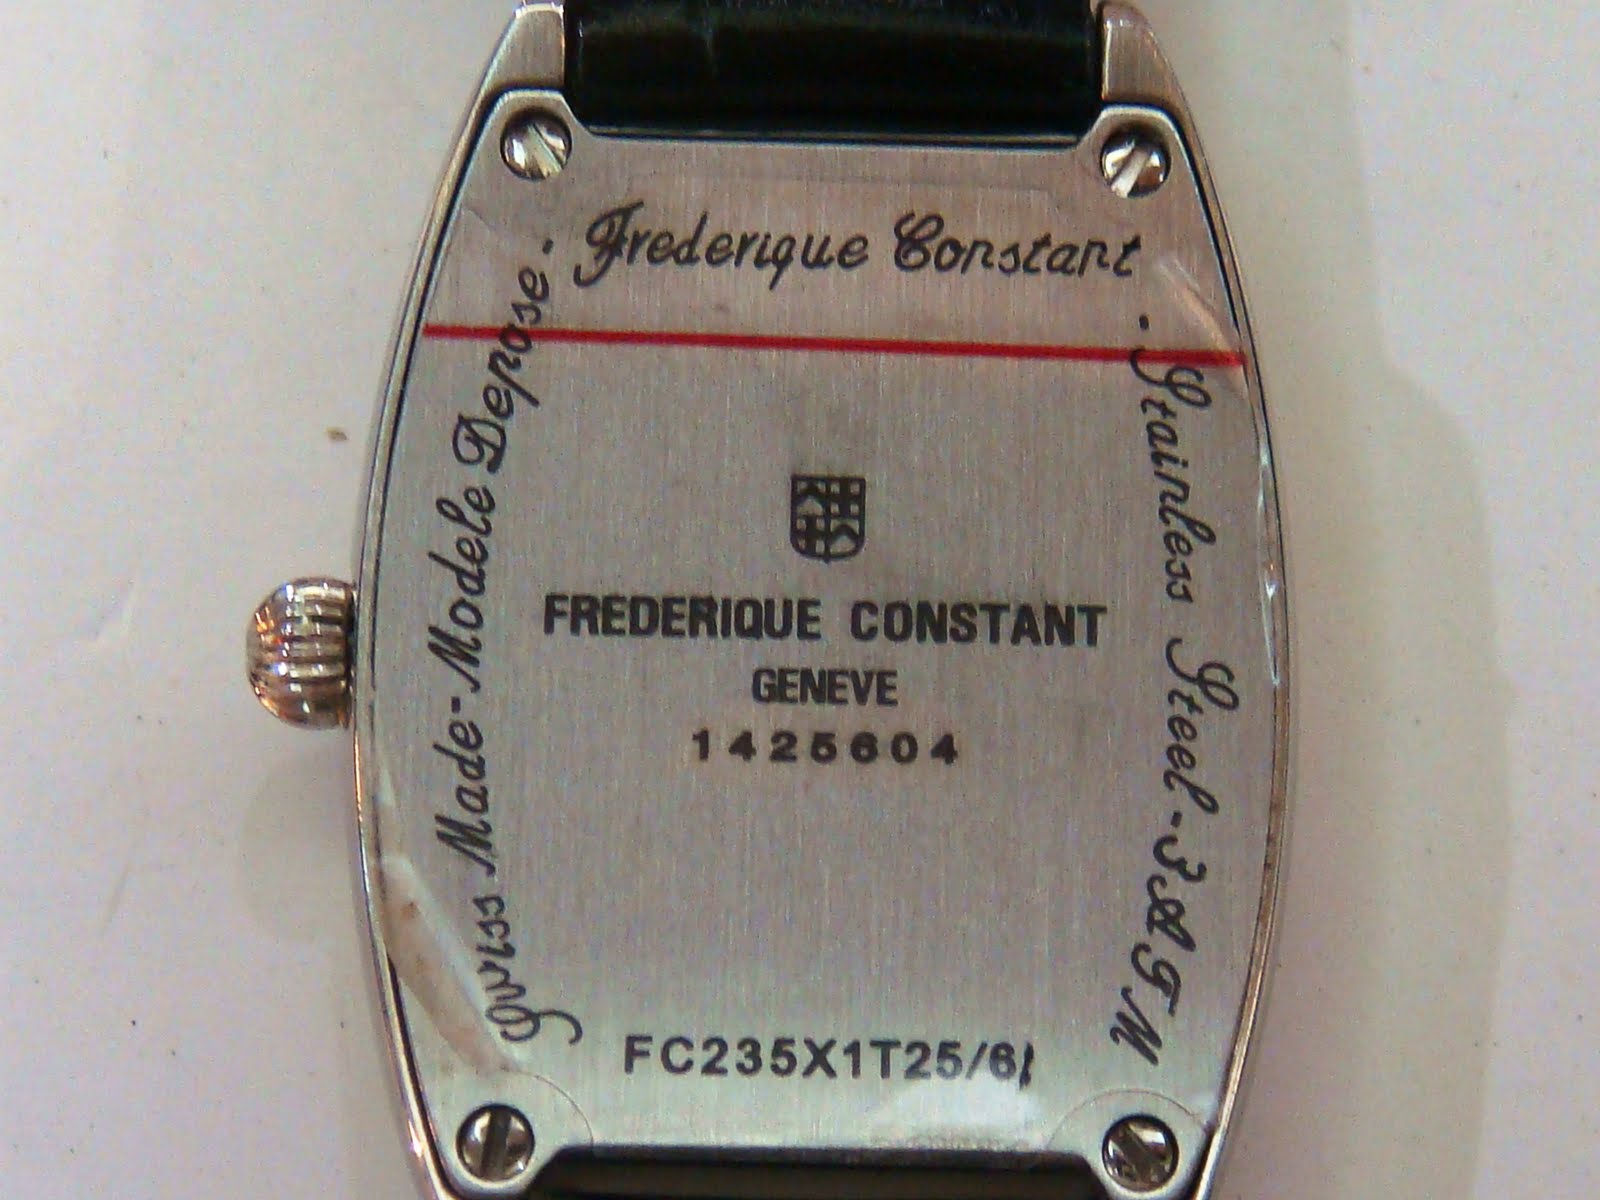 Frederique Constant
Swiss Made-Modele Depose.
. Stainless Steel-3ATM
FREDERIQUE CONSTANT
GENEVE
1425604
FC235X1T25/6